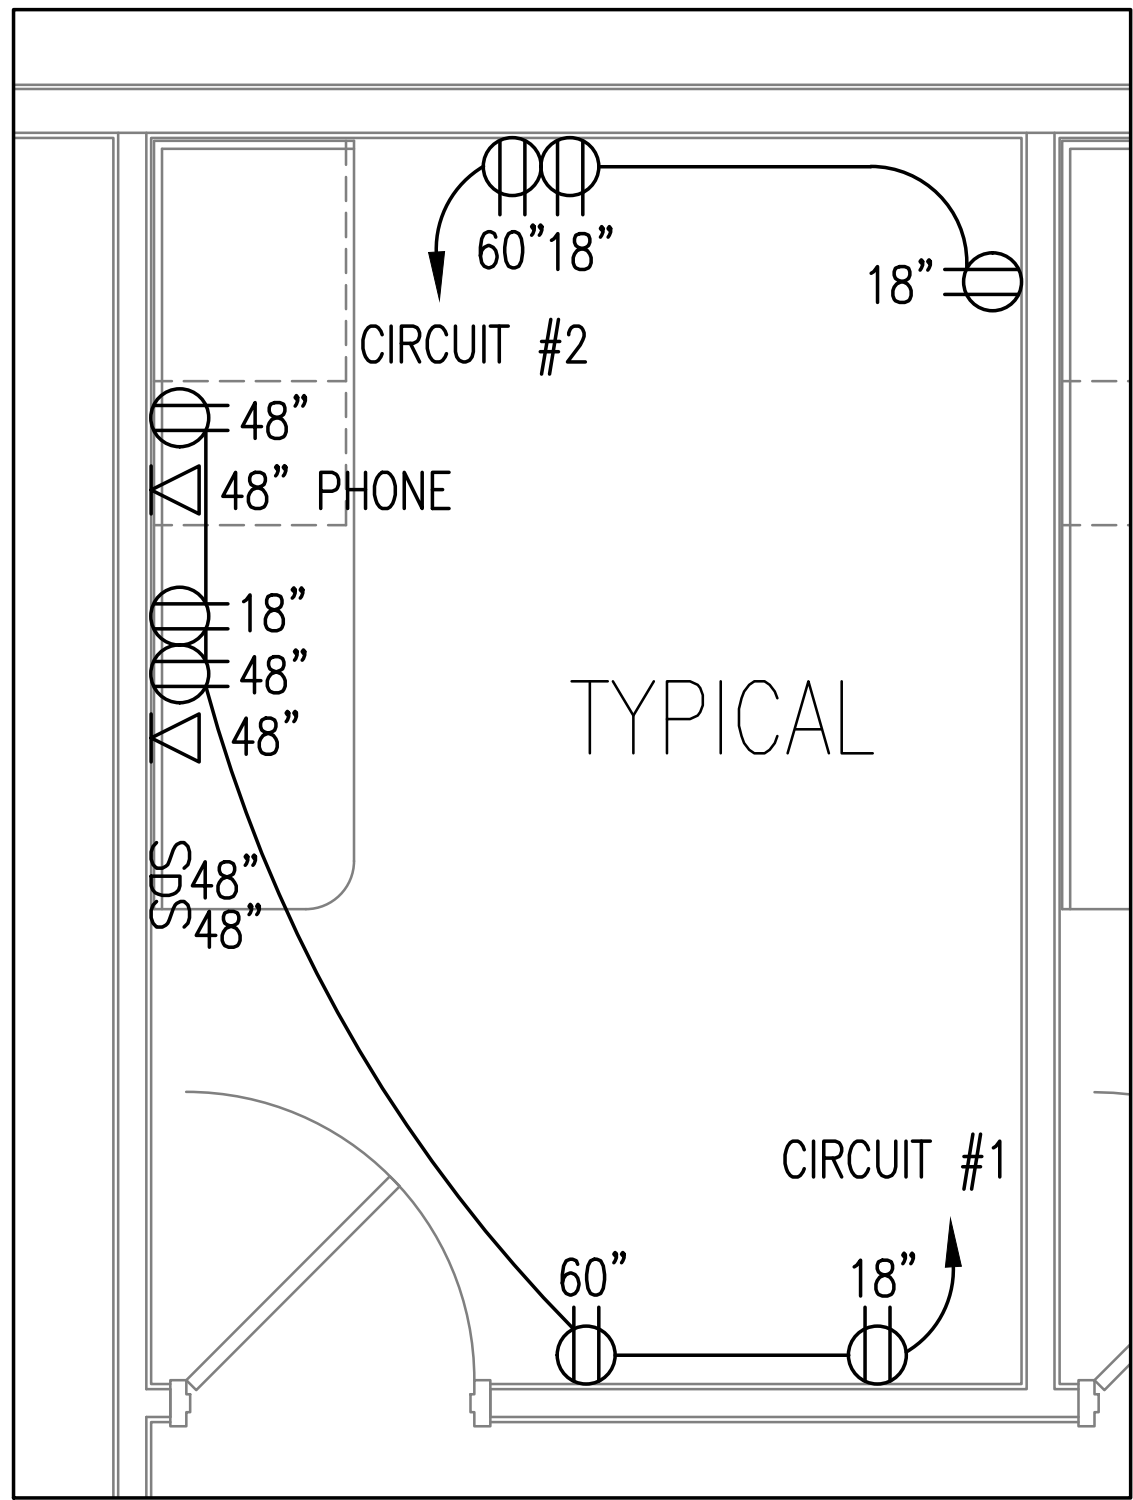 60” 18”
18”
CIRCUIT #2
48”
48” PHONE
18”
48”
48”
TYPICAL
SDS
48”
48”
CIRCUIT #1
60”
18”